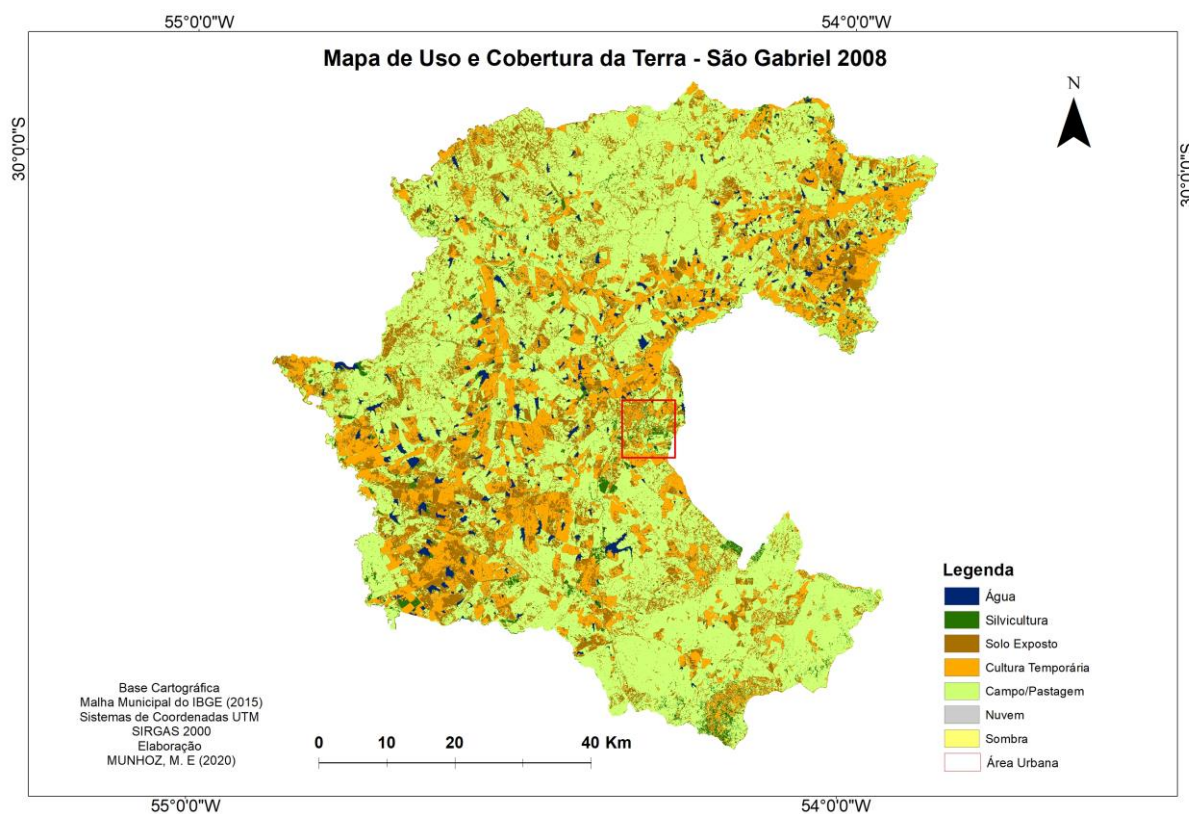 55°0'0"W
54°0'0"W
Mapa de Uso e Cobertura da Terra - São Gabriel 2008
N
30°0'0"S
30°0'0"S
Legenda
Água
Silvicultura
Solo Exposto
Cultura Temporária
Campo/Pastagem
Nuvem
Sombra
Área Urbana
Base Cartográfica
Malha Municipal do IBGE (2015)
Sistemas de Coordenadas UTM
SIRGAS 2000
Elaboração
MUNHOZ, M. E (2020)
0 10 20 40 Km
55°0'0"W
54°0'0"W